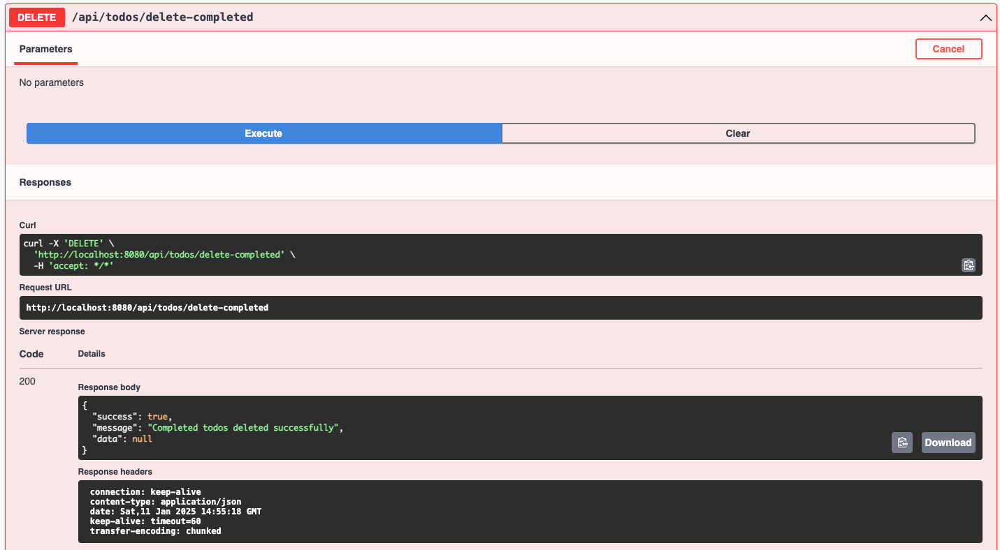 DELETE /api/todos/delete-completed
Parameters
Cancel
No parameters
Execute
Clear
Responses
Curl
curl -X 'DELETE' \
  'http://localhost:8080/api/todos/delete-completed' \
  -H 'accept: */*'
Request URL
http://localhost:8080/api/todos/delete-completed
Server response
Code Details
200
Response body
{
  "success": true,
  "message": "Completed todos deleted successfully",
  "data": null
}
Download
Response headers
connection: keep-alive
content-type: application/json
date: Sat,11 Jan 2025 14:55:18 GMT
keep-alive: timeout=60
transfer-encoding: chunked